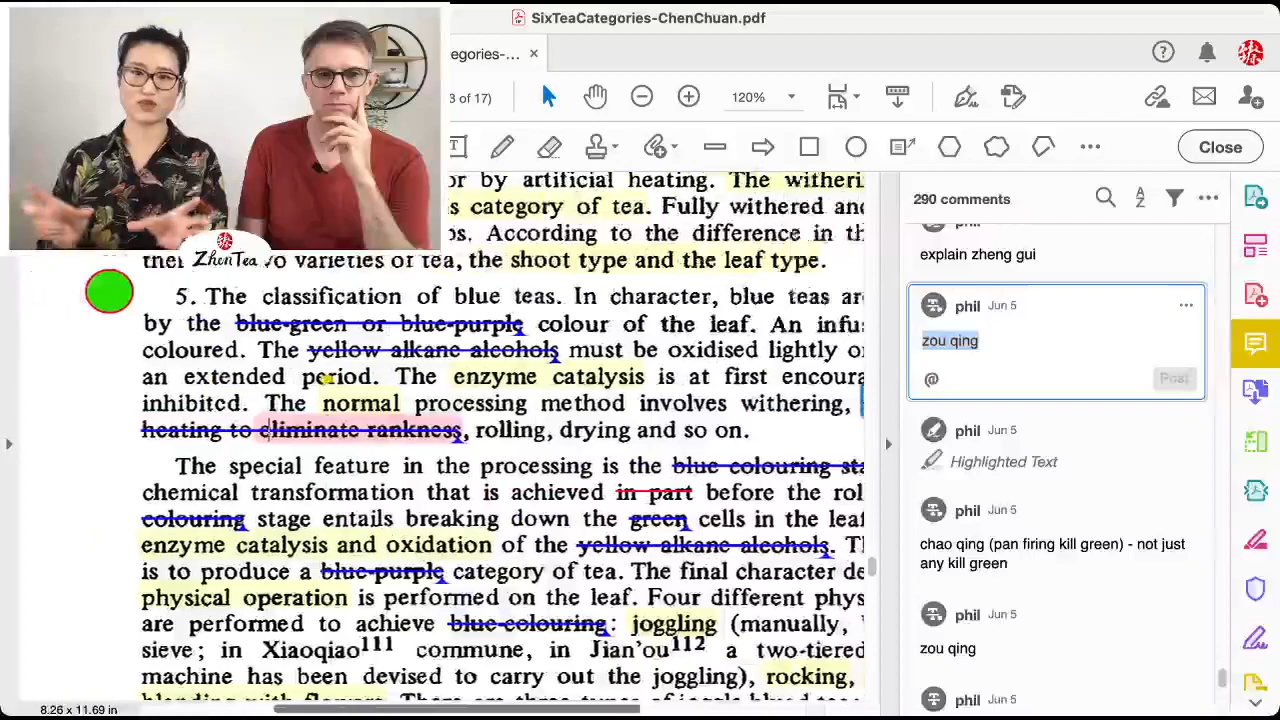 SixTeaCategories-ChenChuan.pdf
egories-... ×
3 of 17)
120%
Close
or by artificial heating. The witheri
s category of tea. Fully withered and
ps. According to the difference in th
ther two varieties of tea, the shoot type and the leaf type.
ZhenTea
5. The classification of blue teas. In character, blue teas ar
by the blue-green or blue-purple colour of the leaf. An infu
coloured. The yellow alkane alcohols must be oxidised lightly o
an extended period. The enzyme catalysis is at first encoura
inhibited. The normal processing method involves withering,
heating to eliminate rankness, rolling, drying and so on.
The special feature in the processing is the blue colouring sta
chemical transformation that is achieved in part before the rol
colouring stage entails breaking down the green cells in the leaf
enzyme catalysis and oxidation of the yellow alkane alcohols. T
is to produce a blue-purple category of tea. The final character de
physical operation is performed on the leaf. Four different phys
are performed to achieve blue-colouring: joggling (manually,
sieve; in Xiaoqiao111 commune, in Jian'ou112 a two-tiered
machine has been devised to carry out the joggling), rocking,
blending with flowers.
8.26 x 11.69 in
290 comments
phil
explain zheng gui
phil Jun 5
zou qing
@
Post
phil Jun 5
Highlighted Text
phil Jun 5
chao qing (pan firing kill green) - not just
any kill green
phil Jun 5
zou qing
phil Jun 5